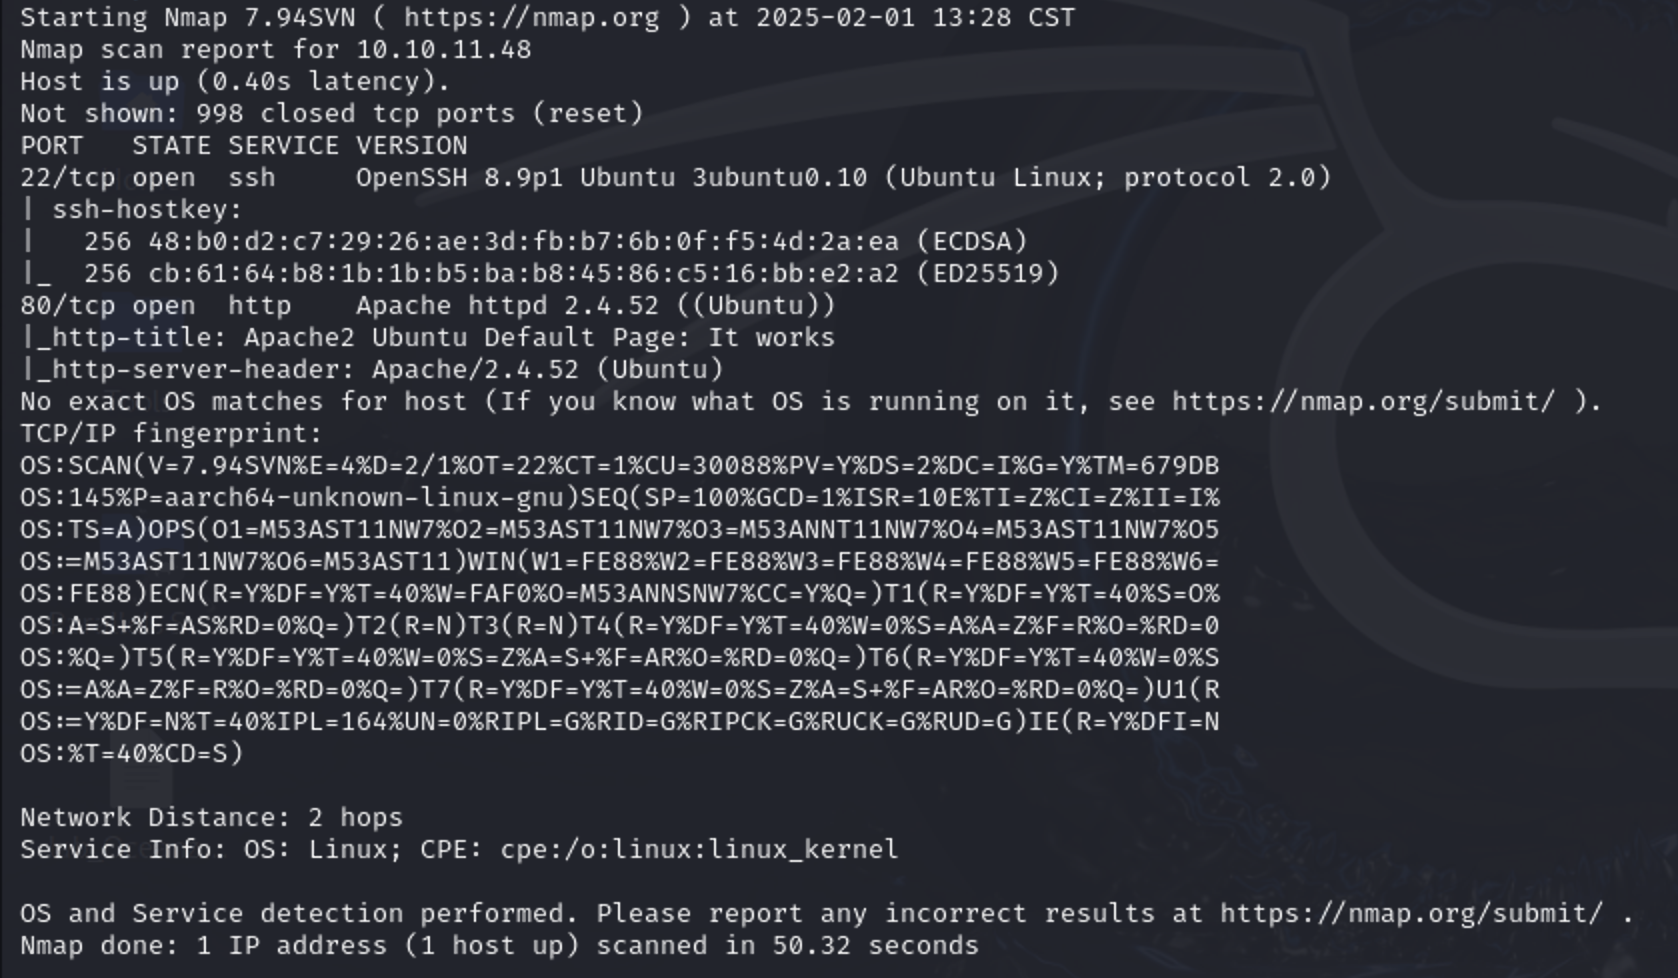 Starting Nmap 7.94SVN ( https://nmap.org ) at 2025-02-01 13:28 CST
Nmap scan report for 10.10.11.48
Host is up (0.40s latency).
Not shown: 998 closed tcp ports (reset)
PORT   STATE SERVICE VERSION
22/tcp open  ssh     OpenSSH 8.9p1 Ubuntu 3ubuntu0.10 (Ubuntu Linux; protocol 2.0)
| ssh-hostkey:
|   256 48:b0:d2:c7:29:26:ae:3d:fb:b7:6b:0f:f5:4d:2a:ea (ECDSA)
|_  256 cb:61:64:b8:1b:1b:b5:ba:b8:45:86:c5:16:bb:e2:a2 (ED25519)
80/tcp open  http    Apache httpd 2.4.52 ((Ubuntu))
|_http-title: Apache2 Ubuntu Default Page: It works
|_http-server-header: Apache/2.4.52 (Ubuntu)
No exact OS matches for host (If you know what OS is running on it, see https://nmap.org/submit/ ).
TCP/IP fingerprint:
OS:SCAN(V=7.94SVN%E=4%D=2/1%OT=22%CT=1%CU=30088%PV=Y%DS=2%DC=I%G=Y%TM=679DB
OS:145%P=aarch64-unknown-linux-gnu)SEQ(SP=100%GCD=1%ISR=10E%TI=Z%CI=Z%II=I%
OS:TS=A)OPS(O1=M53AST11NW7%O2=M53AST11NW7%O3=M53ANNT11NW7%O4=M53AST11NW7%O5
OS:=M53AST11NW7%O6=M53AST11)WIN(W1=FE88%W2=FE88%W3=FE88%W4=FE88%W5=FE88%W6=
OS:FE88)ECN(R=Y%DF=Y%T=40%W=FAF0%O=M53ANNSNW7%CC=Y%Q=)T1(R=Y%DF=Y%T=40%S=O%
OS:A=S+%F=AS%RD=0%Q=)T2(R=N)T3(R=N)T4(R=Y%DF=Y%T=40%W=0%S=A%A=Z%F=R%O=%RD=0
OS:%Q=)T5(R=Y%DF=Y%T=40%W=0%S=Z%A=S+%F=AR%O=%RD=0%Q=)T6(R=Y%DF=Y%T=40%W=0%S
OS:=A%A=Z%F=R%O=%RD=0%Q=)T7(R=Y%DF=Y%T=40%W=0%S=Z%A=S+%F=AR%O=%RD=0%Q=)U1(R
OS:=Y%DF=N%T=40%IPL=164%UN=0%RIPL=G%RID=G%RIPCK=G%RUCK=G%RUD=G)IE(R=Y%DFI=N
OS:%T=40%CD=S)
Network Distance: 2 hops
Service Info: OS: Linux; CPE: cpe:/o:linux:linux_kernel
OS and Service detection performed. Please report any incorrect results at https://nmap.org/submit/ .
Nmap done: 1 IP address (1 host up) scanned in 50.32 seconds